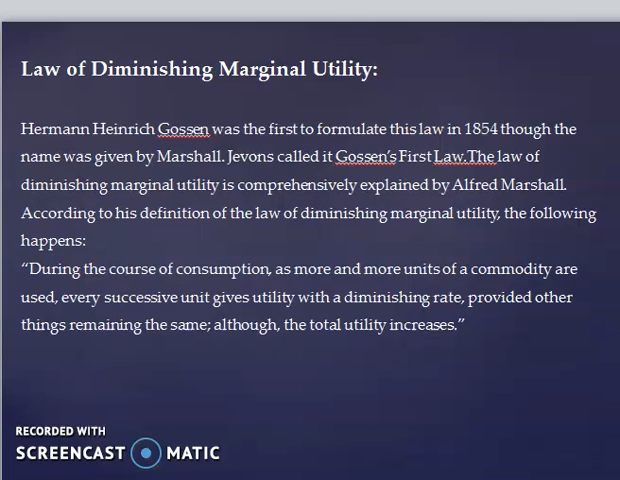 Law of Diminishing Marginal Utility:
Hermann Heinrich Gossen was the first to formulate this law in 1854 though the
name was given by Marshall. Jevons called it Gossen's First Law.The law of
diminishing marginal utility is comprehensively explained by Alfred Marshall.
According to his definition of the law of diminishing marginal utility, the following
happens:
“During the course of consumption, as more and more units of a commodity are
used, every successive unit gives utility with a diminishing rate, provided other
things remaining the same; although, the total utility increases.”
RECORDED WITH
SCREENCAST MATIC